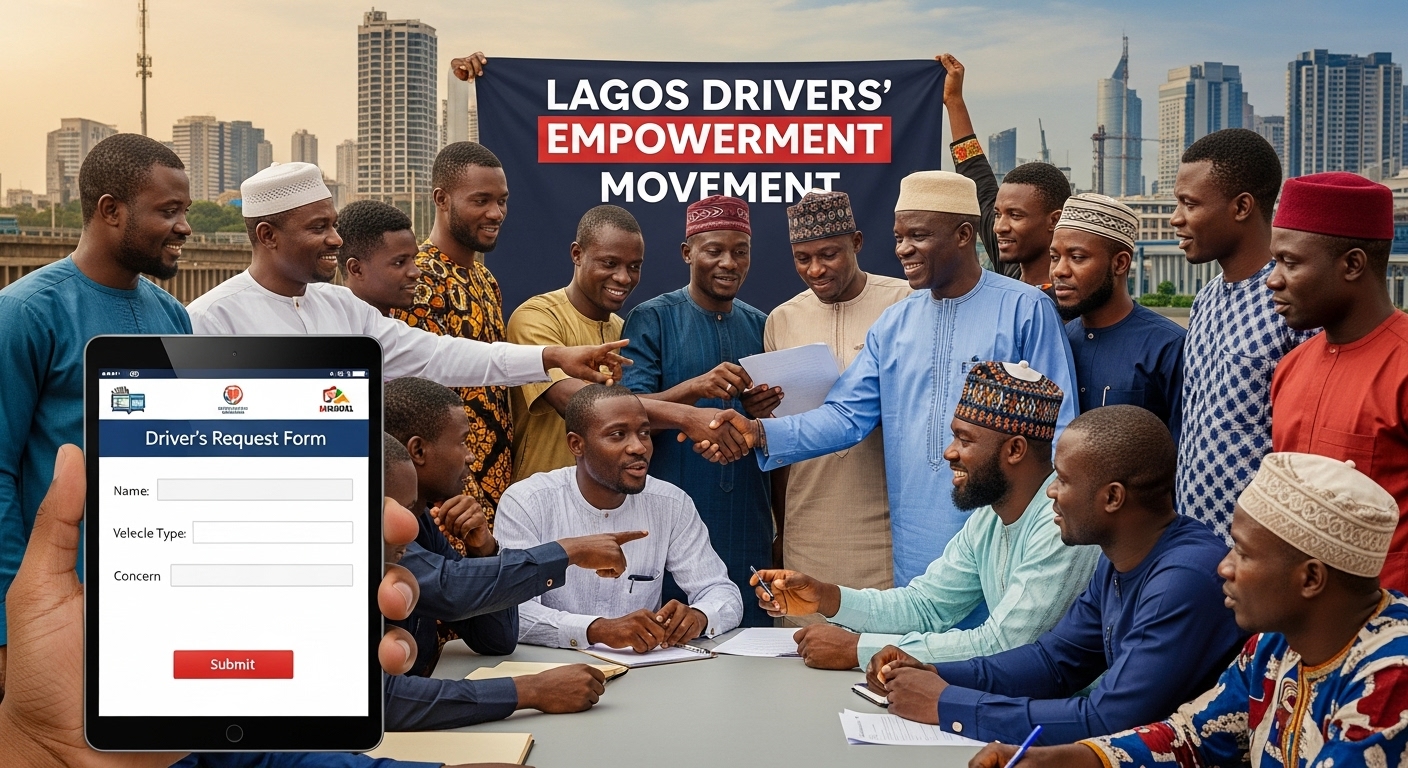 LAGOS DRIVERS’
EMPOWERMENT
MOVEMENT
Driver's Request Form
Name:
Velecle Type:
Concern
Submit